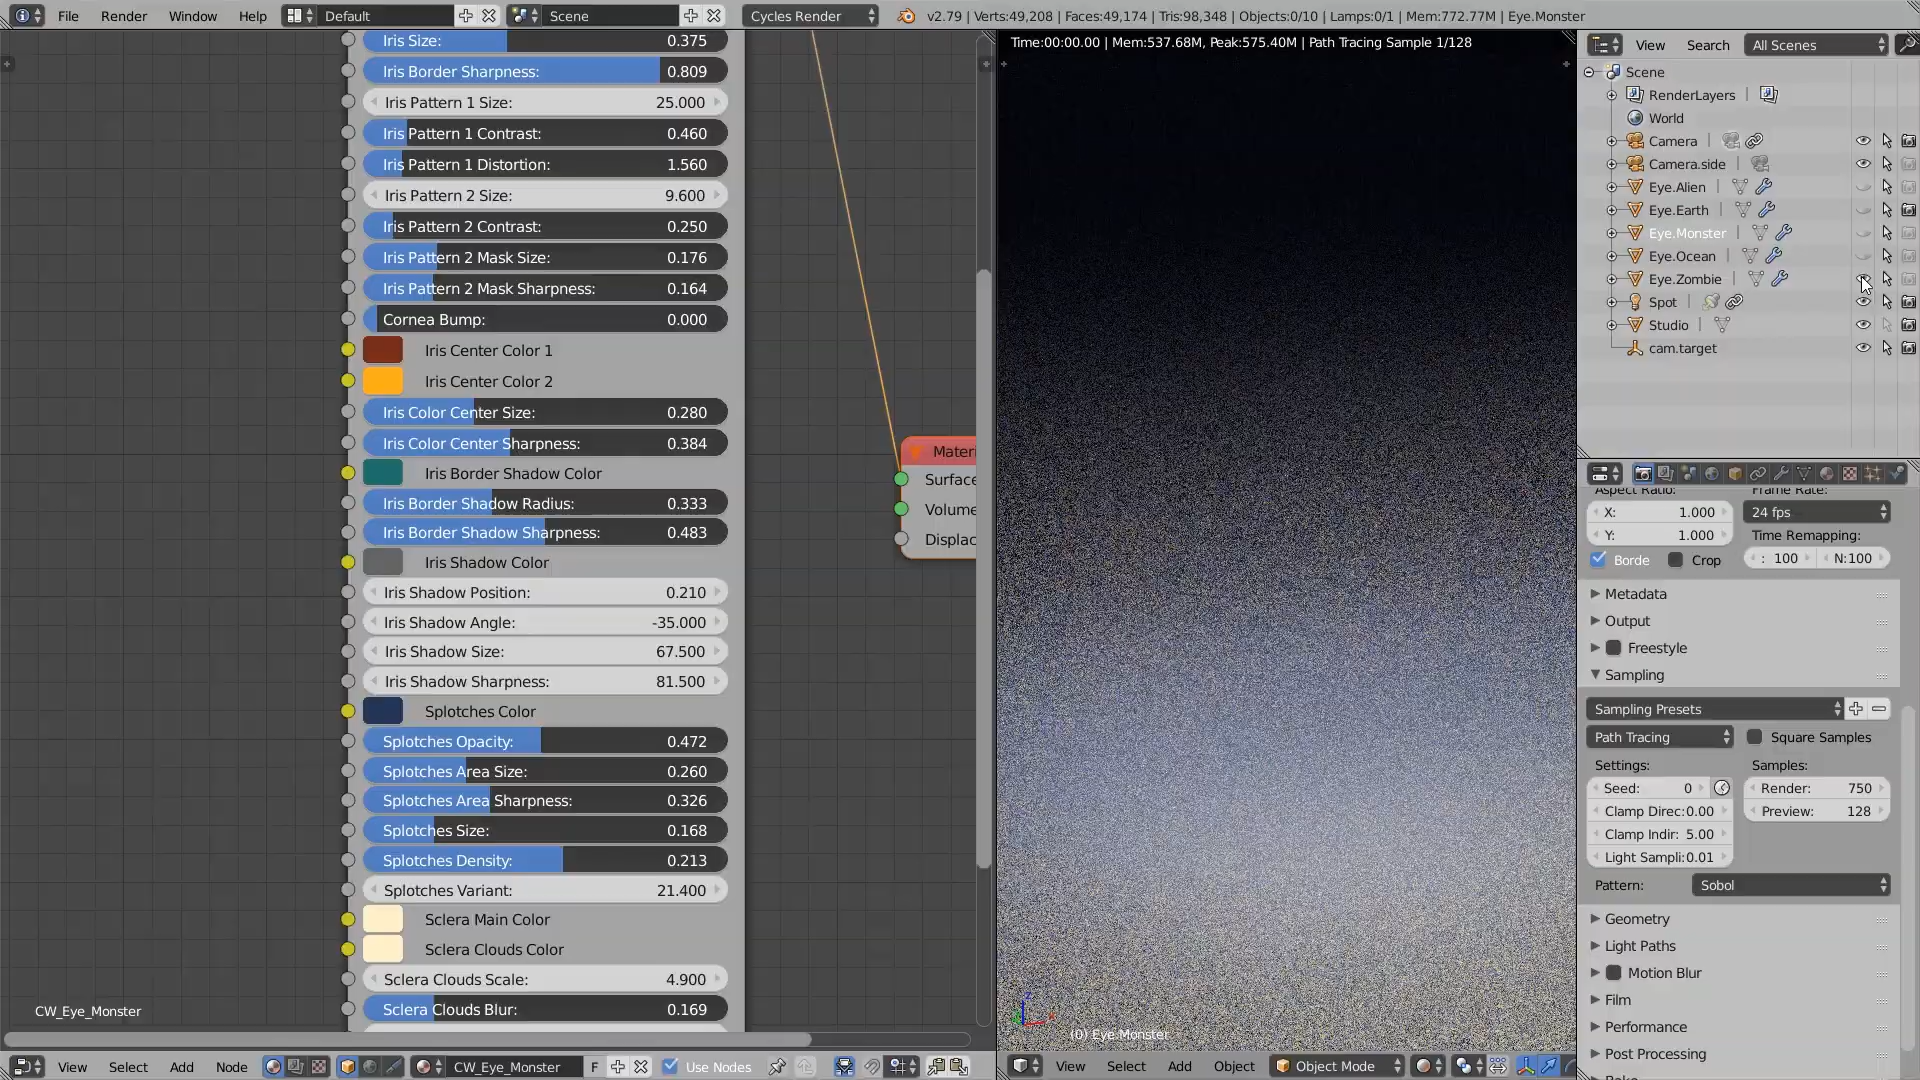 File Render Window Help Default Scene Cycles Render v2.79 | Verts:49,208 | Faces:49,174 | Tris:98,348 | Objects:0/10 | Lamps:0/1 | Mem:772.77M | Eye.Monster
Iris Size: 0.375
Iris Border Sharpness: 0.809
Iris Pattern 1 Size: 25.000
Iris Pattern 1 Contrast: 0.460
Iris Pattern 1 Distortion: 1.560
Iris Pattern 2 Size: 9.600
Iris Pattern 2 Contrast: 0.250
Iris Pattern 2 Mask Size: 0.176
Iris Pattern 2 Mask Sharpness: 0.164
Cornea Bump: 0.000
Iris Center Color 1
Iris Center Color 2
Iris Color Center Size: 0.280
Iris Color Center Sharpness: 0.384
Iris Border Shadow Color
Iris Border Shadow Radius: 0.333
Iris Border Shadow Sharpness: 0.483
Iris Shadow Color
Iris Shadow Position: 0.210
Iris Shadow Angle: -35.000
Iris Shadow Size: 67.500
Iris Shadow Sharpness: 81.500
Splotches Color
Splotches Opacity: 0.472
Splotches Area Size: 0.260
Splotches Area Sharpness: 0.326
Splotches Size: 0.168
Splotches Density: 0.213
Splotches Variant: 21.400
Sclera Main Color
Sclera Clouds Color
Sclera Clouds Scale: 4.900
Sclera Clouds Blur: 0.169
CW_Eye_Monster
Materi
Surface
Volume
Displac
View Select Add Node CW_Eye_Monster F Use Nodes
Time:00:00.00 | Mem:537.68M, Peak:575.40M | Path Tracing Sample 1/128
z
x
(0) Eye.Monster
View Select Add Object Object Mode
View Search All Scenes
Scene
RenderLayers |
World
Camera |
Camera.side |
Eye.Alien |
Eye.Earth |
Eye.Monster |
Eye.Ocean |
Eye.Zombie |
Spot |
Studio |
cam.target
Aspect Ratio: Frame Rate:
X: 1.000 24 fps
Y: 1.000 Time Remapping:
Borde Crop : 100 N:100
Metadata
Output
Freestyle
Sampling
Sampling Presets
Path Tracing Square Samples
Settings: Samples:
Seed: 0 Render: 750
Clamp Direc:0.00 Preview: 128
Clamp Indir: 5.00
Light Sampli:0.01
Pattern: Sobol
Geometry
Light Paths
Motion Blur
Film
Performance
Post Processing